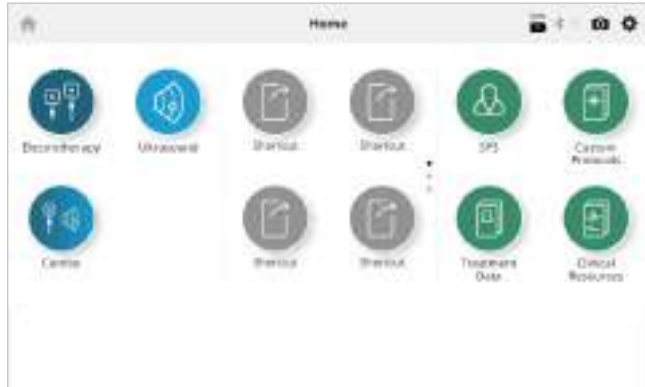 Home
Electrotherapy
Ultrasound
Shortcut
Shortcut
SPS
Custom
Protocols
Combo
Shortcut
Shortcut
Treatment
Data
Clinical
Resources